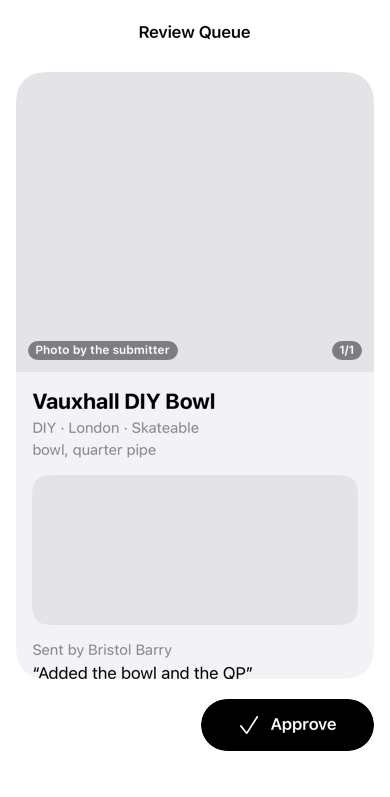 Review Queue
Photo by the submitter
1/1
Vauxhall DIY Bowl
DIY · London · Skateable
bowl, quarter pipe
Sent by Bristol Barry
“Added the bowl and the QP”
Approve